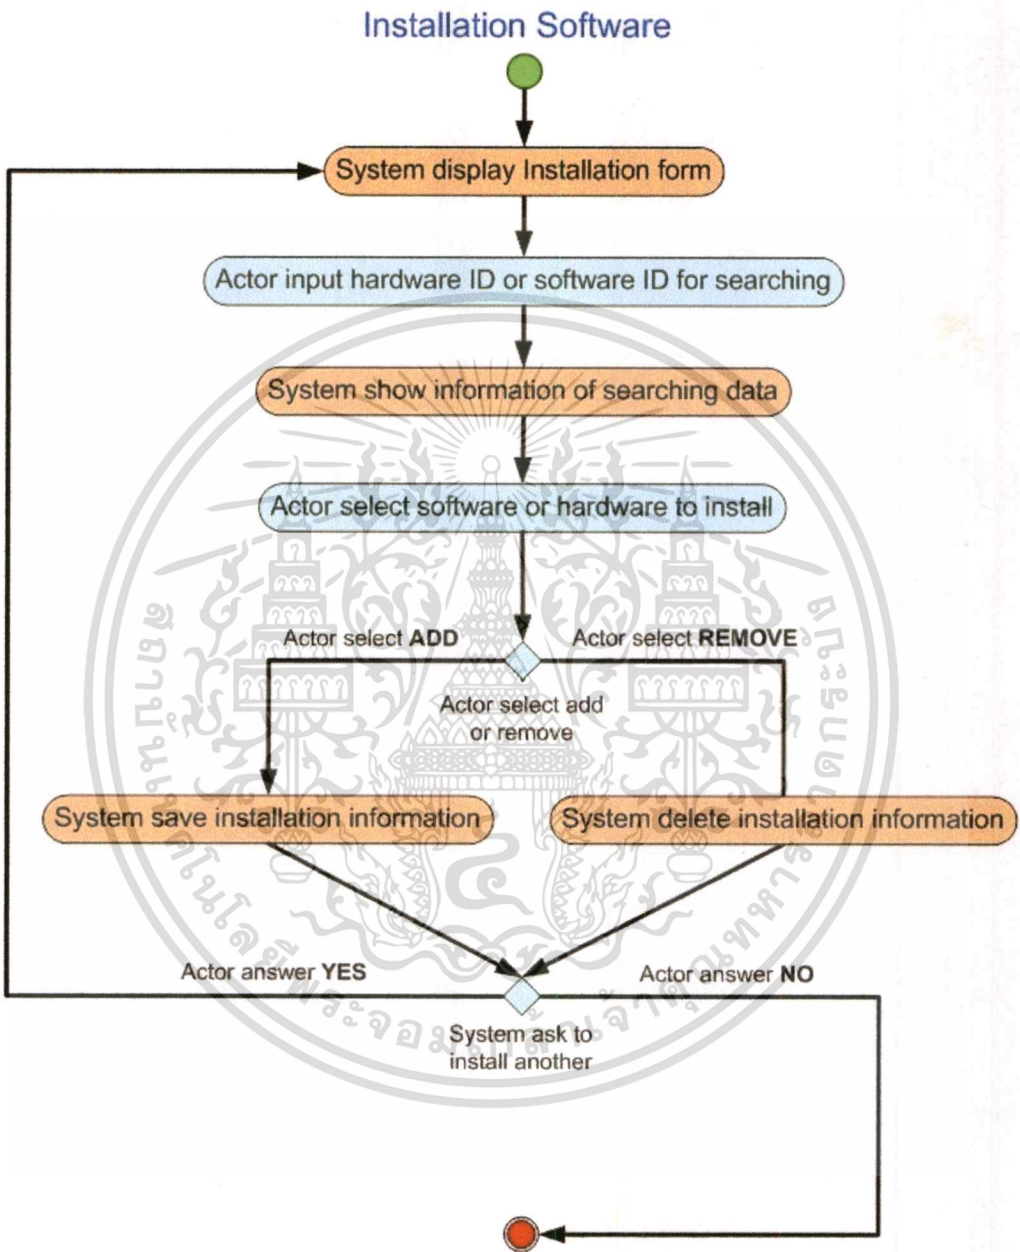 Installation Software
System display Installation form
Actor input hardware ID or software ID for searching
System show information of searching data
Actor select software or hardware to install
Actor select ADD
Actor select REMOVE
Actor select add
or remove
System save installation information
System delete installation information
Actor answer YES
Actor answer NO
System ask to
install another